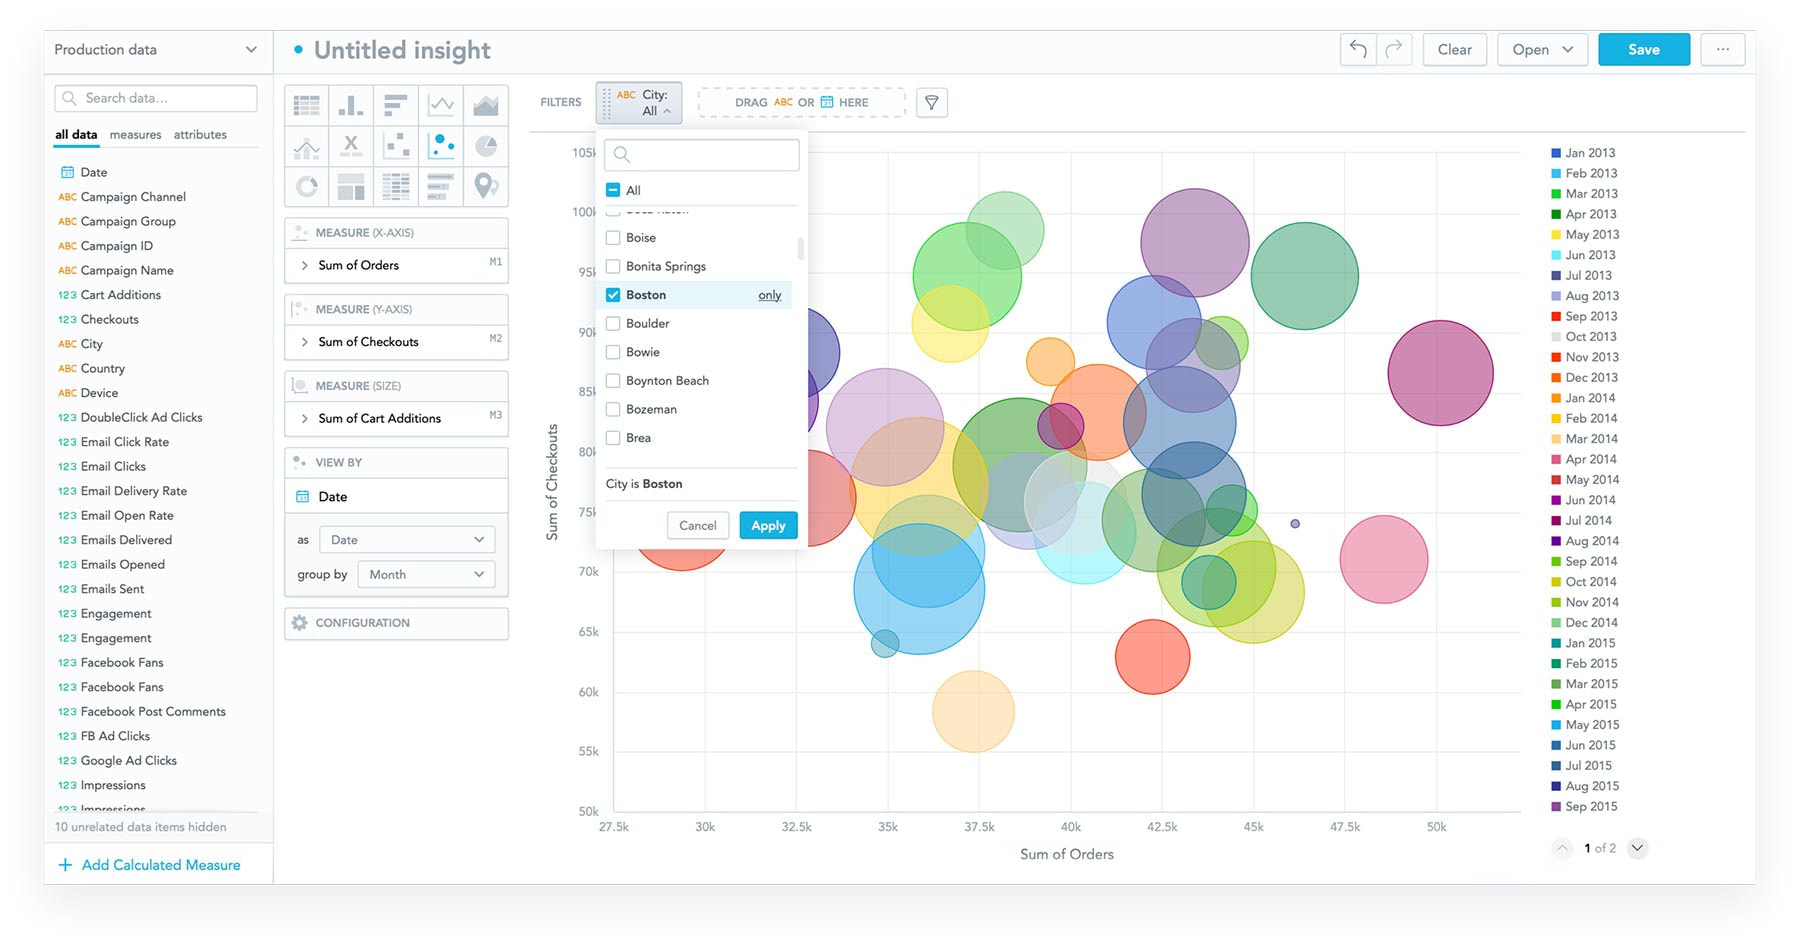 Production data
Untitled insight
Clear
Open
Save
...
Search data...
all data measures attributes
Date
ABC Campaign Channel
ABC Campaign Group
ABC Campaign ID
ABC Campaign Name
123 Cart Additions
123 Checkouts
ABC City
ABC Country
ABC Device
123 DoubleClick Ad Clicks
123 Email Click Rate
123 Email Clicks
123 Email Delivery Rate
123 Email Open Rate
123 Emails Delivered
123 Emails Opened
123 Emails Sent
123 Engagement
123 Engagement
123 Facebook Fans
123 Facebook Fans
123 Facebook Post Comments
123 FB Ad Clicks
123 Google Ad Clicks
123 Impressions
123 Impressions
10 unrelated data items hidden
Add Calculated Measure
X
MEASURE (X-AXIS)
Sum of Orders M1
MEASURE (Y-AXIS)
Sum of Checkouts M2
MEASURE (SIZE)
Sum of Cart Additions M3
VIEW BY
Date
as Date
group by Month
CONFIGURATION
FILTERS
ABC City:
All
DRAG ABC OR HERE
All
Boise
Bonita Springs
Boston only
Boulder
Bowie
Boynton Beach
Bozeman
Brea
City is Boston
Cancel Apply
Sum of Checkouts
105k
100k
95k
90k
85k
80k
75k
70k
65k
60k
55k
50k
27.5k 30k 32.5k 35k 37.5k 40k 42.5k 45k 47.5k 50k
Sum of Orders
Jan 2013
Feb 2013
Mar 2013
Apr 2013
May 2013
Jun 2013
Jul 2013
Aug 2013
Sep 2013
Oct 2013
Nov 2013
Dec 2013
Jan 2014
Feb 2014
Mar 2014
Apr 2014
May 2014
Jun 2014
Jul 2014
Aug 2014
Sep 2014
Oct 2014
Nov 2014
Dec 2014
Jan 2015
Feb 2015
Mar 2015
Apr 2015
May 2015
Jun 2015
Jul 2015
Aug 2015
Sep 2015
1 of 2